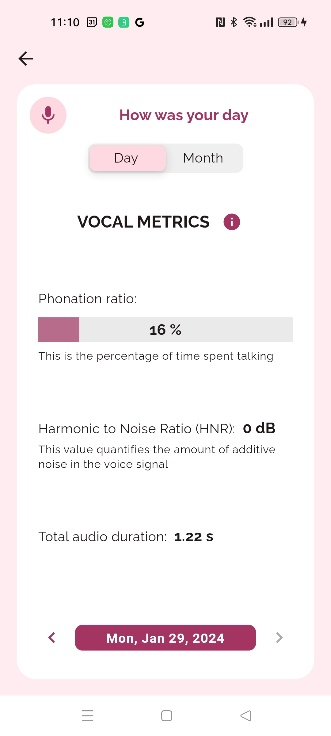 11:10 31 G 92
How was your day
Day Month
VOCAL METRICS i
Phonation ratio:
16 %
This is the percentage of time spent talking
Harmonic to Noise Ratio (HNR): 0 dB
This value quantifies the amount of additive
noise in the voice signal
Total audio duration: 1.22 s
Mon, Jan 29, 2024